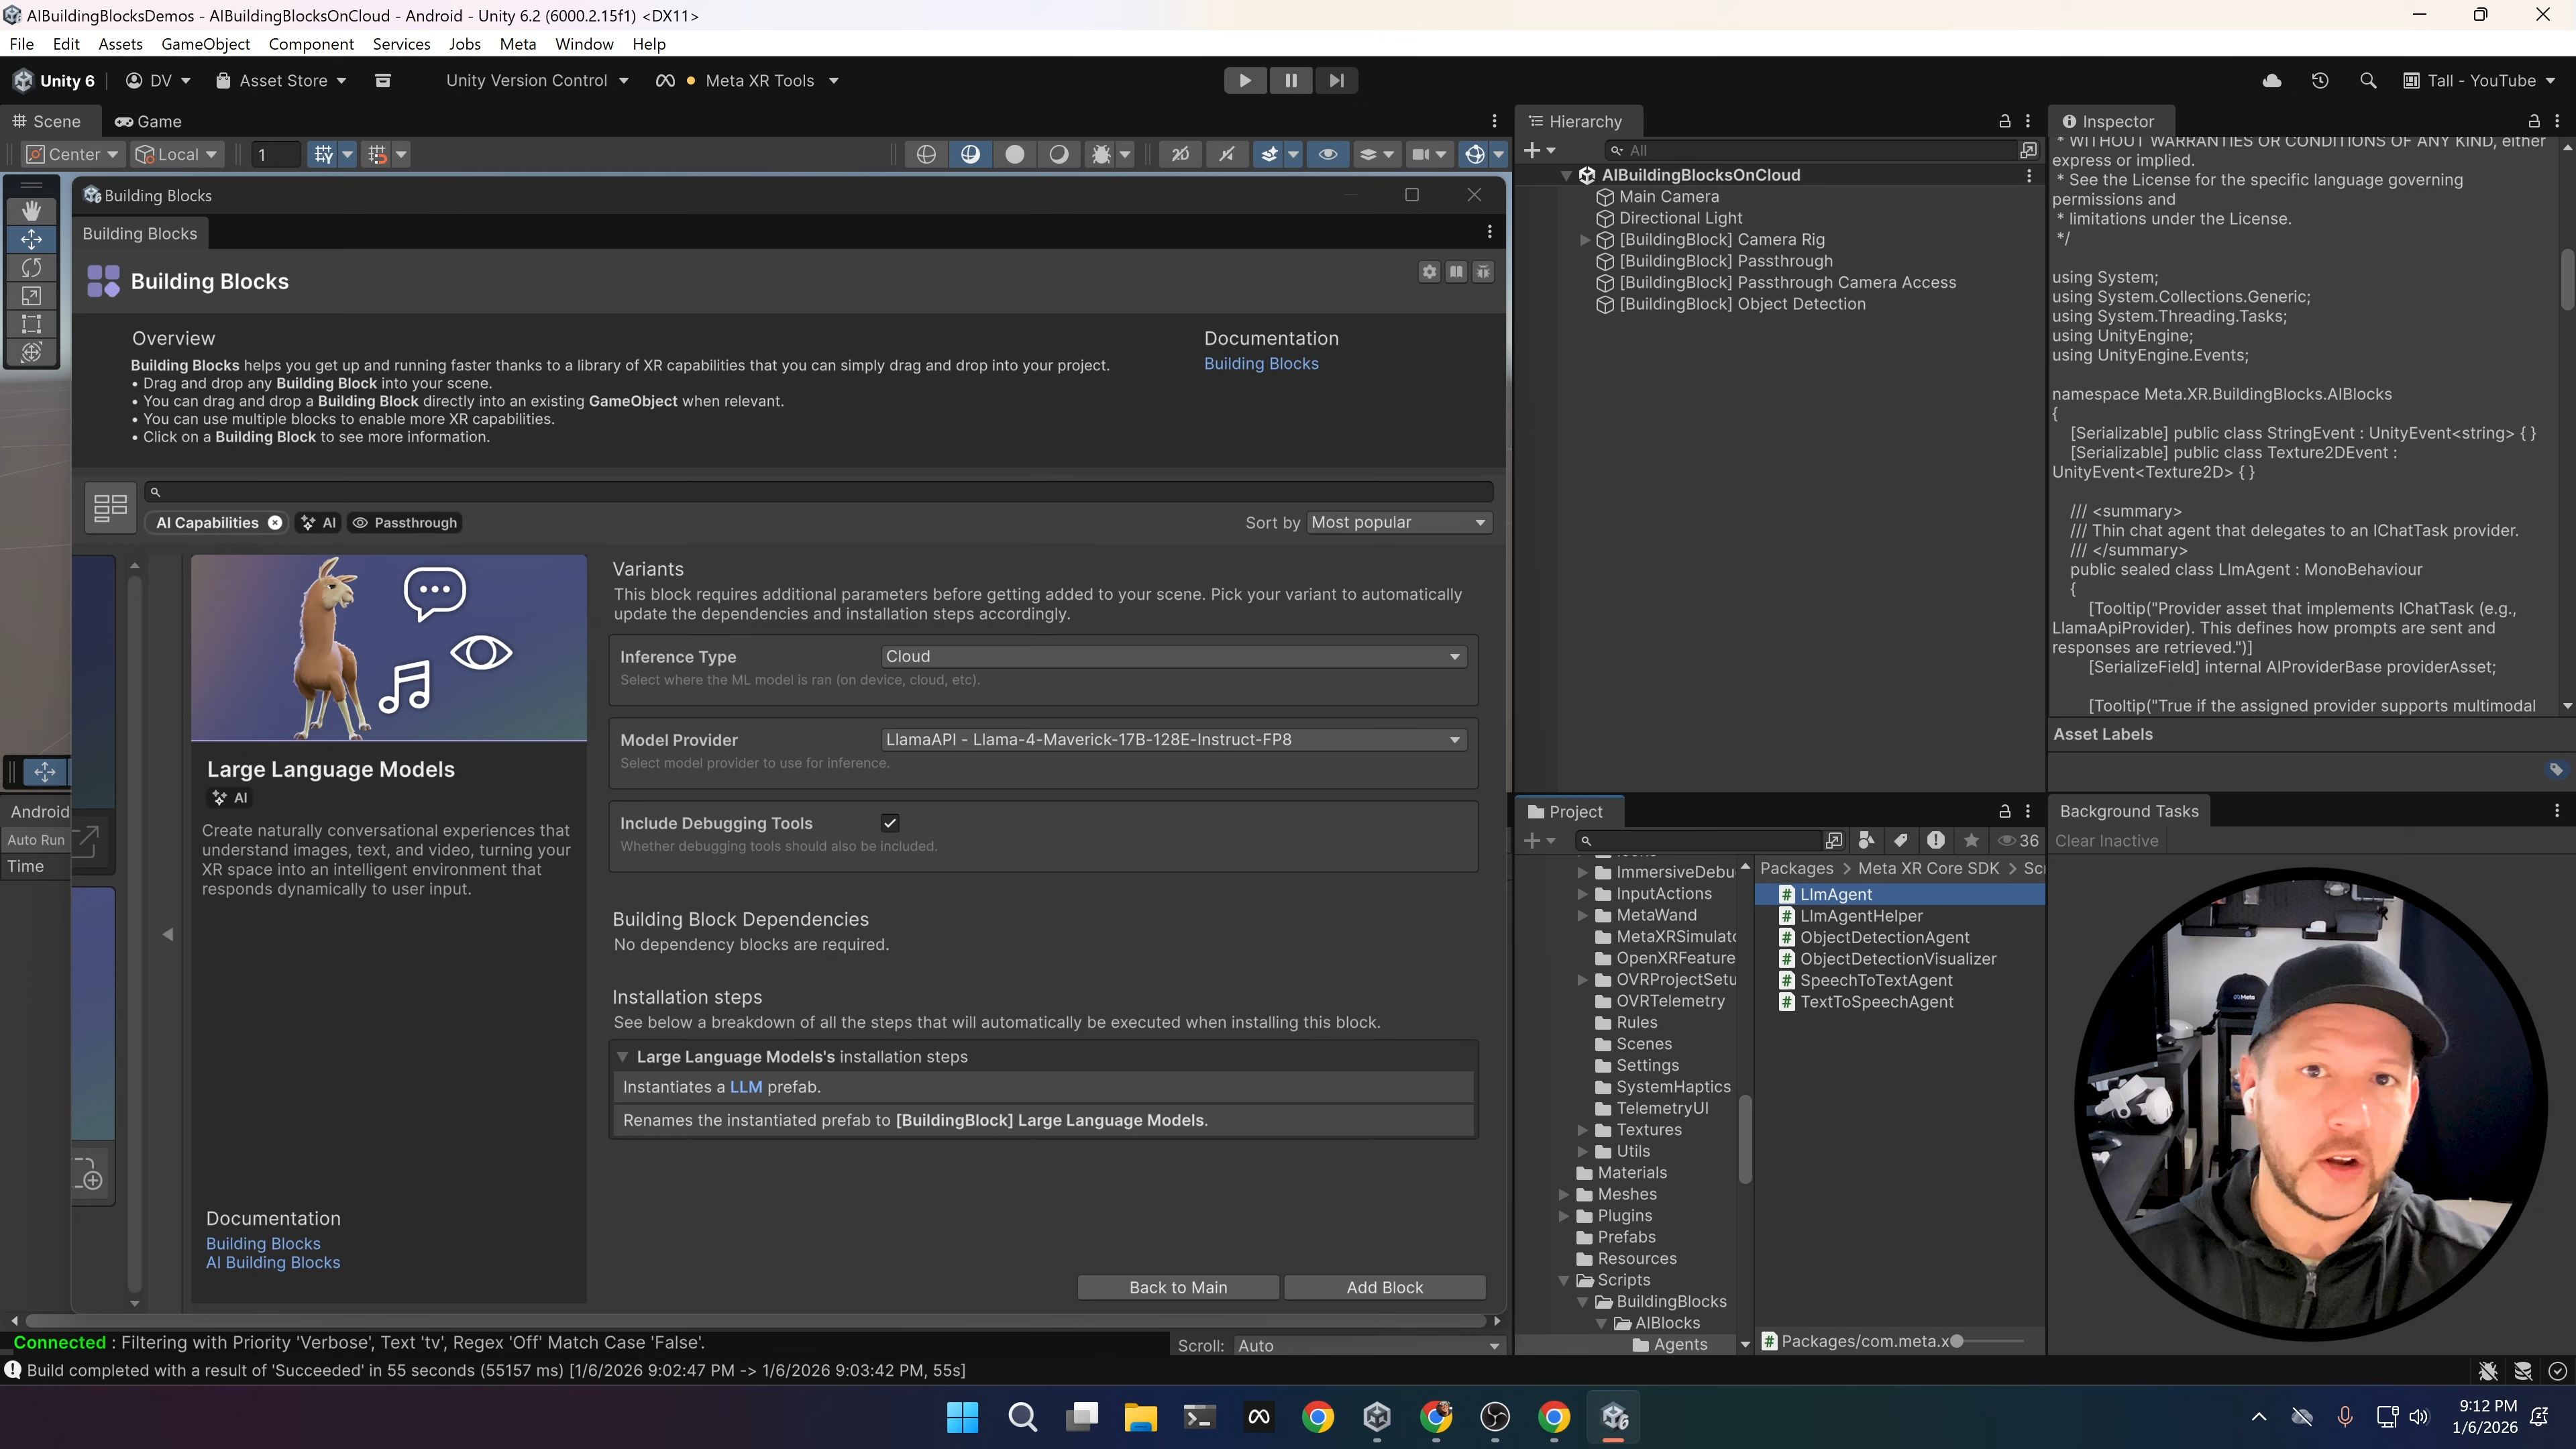 AIBuildingBlocksDemos - AIBuildingBlocksOnCloud - Android - Unity 6.2 (6000.2.15f1) <DX11>
File Edit Assets GameObject Component Services Jobs Meta Window Help
Unity 6 DV Asset Store Unity Version Control Meta XR Tools Tall - YouTube
Scene Game
Center Local 1
Building Blocks
Building Blocks
Building Blocks
Overview
Building Blocks helps you get up and running faster thanks to a library of XR capabilities that you can simply drag and drop into your project.
• Drag and drop any Building Block into your scene.
• You can drag and drop a Building Block directly into an existing GameObject when relevant.
• You can use multiple blocks to enable more XR capabilities.
• Click on a Building Block to see more information.
Documentation
Building Blocks
AI Capabilities AI Passthrough
Sort by Most popular
Large Language Models
AI
Create naturally conversational experiences that
understand images, text, and video, turning your
XR space into an intelligent environment that
responds dynamically to user input.
Documentation
Building Blocks
AI Building Blocks
Variants
This block requires additional parameters before getting added to your scene. Pick your variant to automatically
update the dependencies and installation steps accordingly.
Inference Type Cloud
Select where the ML model is ran (on device, cloud, etc).
Model Provider LlamaAPI - Llama-4-Maverick-17B-128E-Instruct-FP8
Select model provider to use for inference.
Include Debugging Tools
Whether debugging tools should also be included.
Building Block Dependencies
No dependency blocks are required.
Installation steps
See below a breakdown of all the steps that will automatically be executed when installing this block.
Large Language Models's installation steps
Instantiates a LLM prefab.
Renames the instantiated prefab to [BuildingBlock] Large Language Models.
Back to Main Add Block
Android
Auto Run
Time
Connected : Filtering with Priority 'Verbose', Text 'tv', Regex 'Off' Match Case 'False'.
Scroll: Auto
Build completed with a result of 'Succeeded' in 55 seconds (55157 ms) [1/6/2026 9:02:47 PM -> 1/6/2026 9:03:42 PM, 55s]
Hierarchy
All
AIBuildingBlocksOnCloud
Main Camera
Directional Light
[BuildingBlock] Camera Rig
[BuildingBlock] Passthrough
[BuildingBlock] Passthrough Camera Access
[BuildingBlock] Object Detection
Project
36
ImmersiveDebu
InputActions
MetaWand
MetaXRSimulato
OpenXRFeature
OVRProjectSetu
OVRTelemetry
Rules
Scenes
Settings
SystemHaptics
TelemetryUI
Textures
Utils
Materials
Meshes
Plugins
Prefabs
Resources
Scripts
BuildingBlocks
AIBlocks
Agents
Packages > Meta XR Core SDK > Scr
LlmAgent
LlmAgentHelper
ObjectDetectionAgent
ObjectDetectionVisualizer
SpeechToTextAgent
TextToSpeechAgent
Packages/com.meta.x
Inspector
* WITHOUT WARRANTIES OR CONDITIONS OF ANY KIND, either
express or implied.
* See the License for the specific language governing
permissions and
* limitations under the License.
*/
using System;
using System.Collections.Generic;
using System.Threading.Tasks;
using UnityEngine;
using UnityEngine.Events;
namespace Meta.XR.BuildingBlocks.AIBlocks
{
[Serializable] public class StringEvent : UnityEvent<string> { }
[Serializable] public class Texture2DEvent :
UnityEvent<Texture2D> { }
/// <summary>
/// Thin chat agent that delegates to an IChatTask provider.
/// </summary>
public sealed class LlmAgent : MonoBehaviour
{
[Tooltip("Provider asset that implements IChatTask (e.g.,
LlamaApiProvider). This defines how prompts are sent and
responses are retrieved.")]
[SerializeField] internal AIProviderBase providerAsset;
[Tooltip("True if the assigned provider supports multimodal
Asset Labels
Background Tasks
Clear Inactive
Meta
9:12 PM
1/6/2026